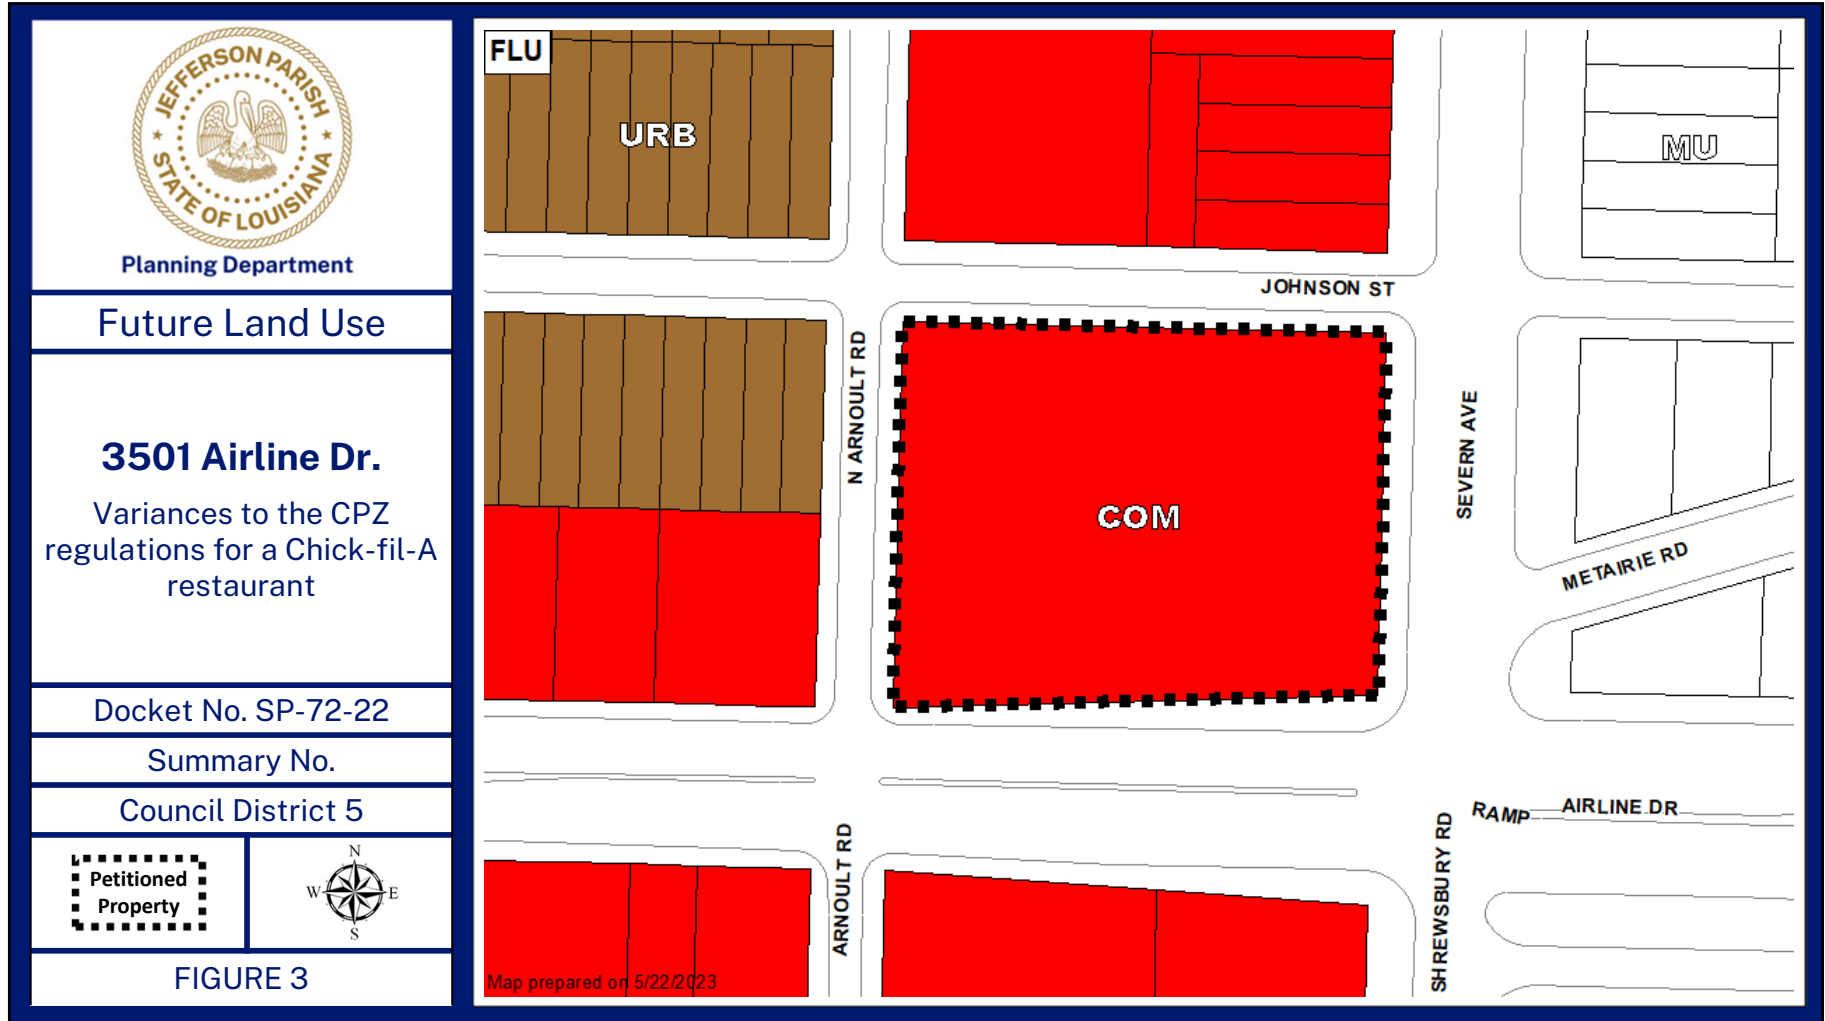 JEFFERSON PARISH
STATE OF LOUISIANA
Planning Department
Future Land Use
3501 Airline Dr.
Variances to the CPZ
regulations for a Chick-fil-A
restaurant
Docket No. SP-72-22
Summary No.
Council District 5
Petitioned
Property
N
W
E
S
FIGURE 3
FLU
URB
MU
JOHNSON ST
N ARNOULT RD
COM
SEVERN AVE
METAIRIE RD
RAMP
AIRLINE DR
ARNOULT RD
SHREWSBURY RD
Map prepared on 5/22/2023